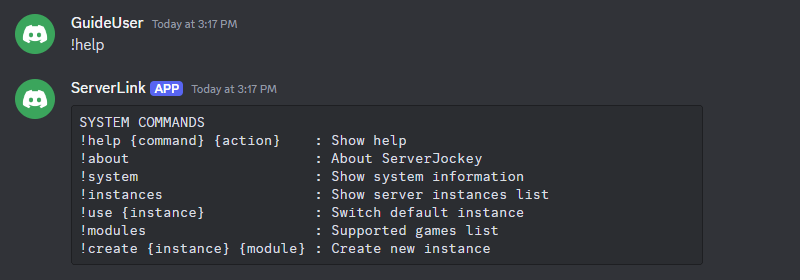 GuideUser Today at 3:17 PM
!help
ServerLink APP Today at 3:17 PM
SYSTEM COMMANDS
!help {command} {action}    : Show help
!about                      : About ServerJockey
!system                     : Show system information
!instances                  : Show server instances list
!use {instance}             : Switch default instance
!modules                    : Supported games list
!create {instance} {module} : Create new instance